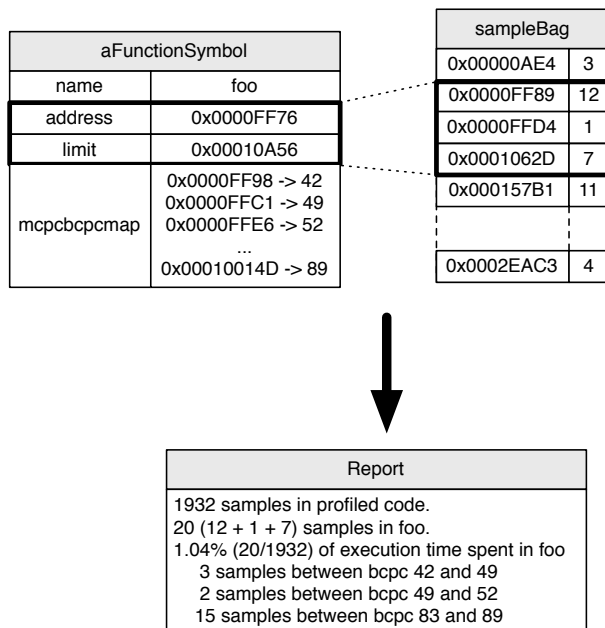 aFunctionSymbol
name foo
address 0x0000FF76
limit 0x00010A56
mcpcbcpcmap
0x0000FF98 -> 42
0x0000FFC1 -> 49
0x0000FFE6 -> 52
...
0x00010014D -> 89
sampleBag
0x00000AE4 3
0x0000FF89 12
0x0000FFD4 1
0x0001062D 7
0x000157B1 11
0x0002EAC3 4
Report
1932 samples in profiled code.
20 (12 + 1 + 7) samples in foo.
1.04% (20/1932) of execution time spent in foo
3 samples between bcpc 42 and 49
2 samples between bcpc 49 and 52
15 samples between bcpc 83 and 89